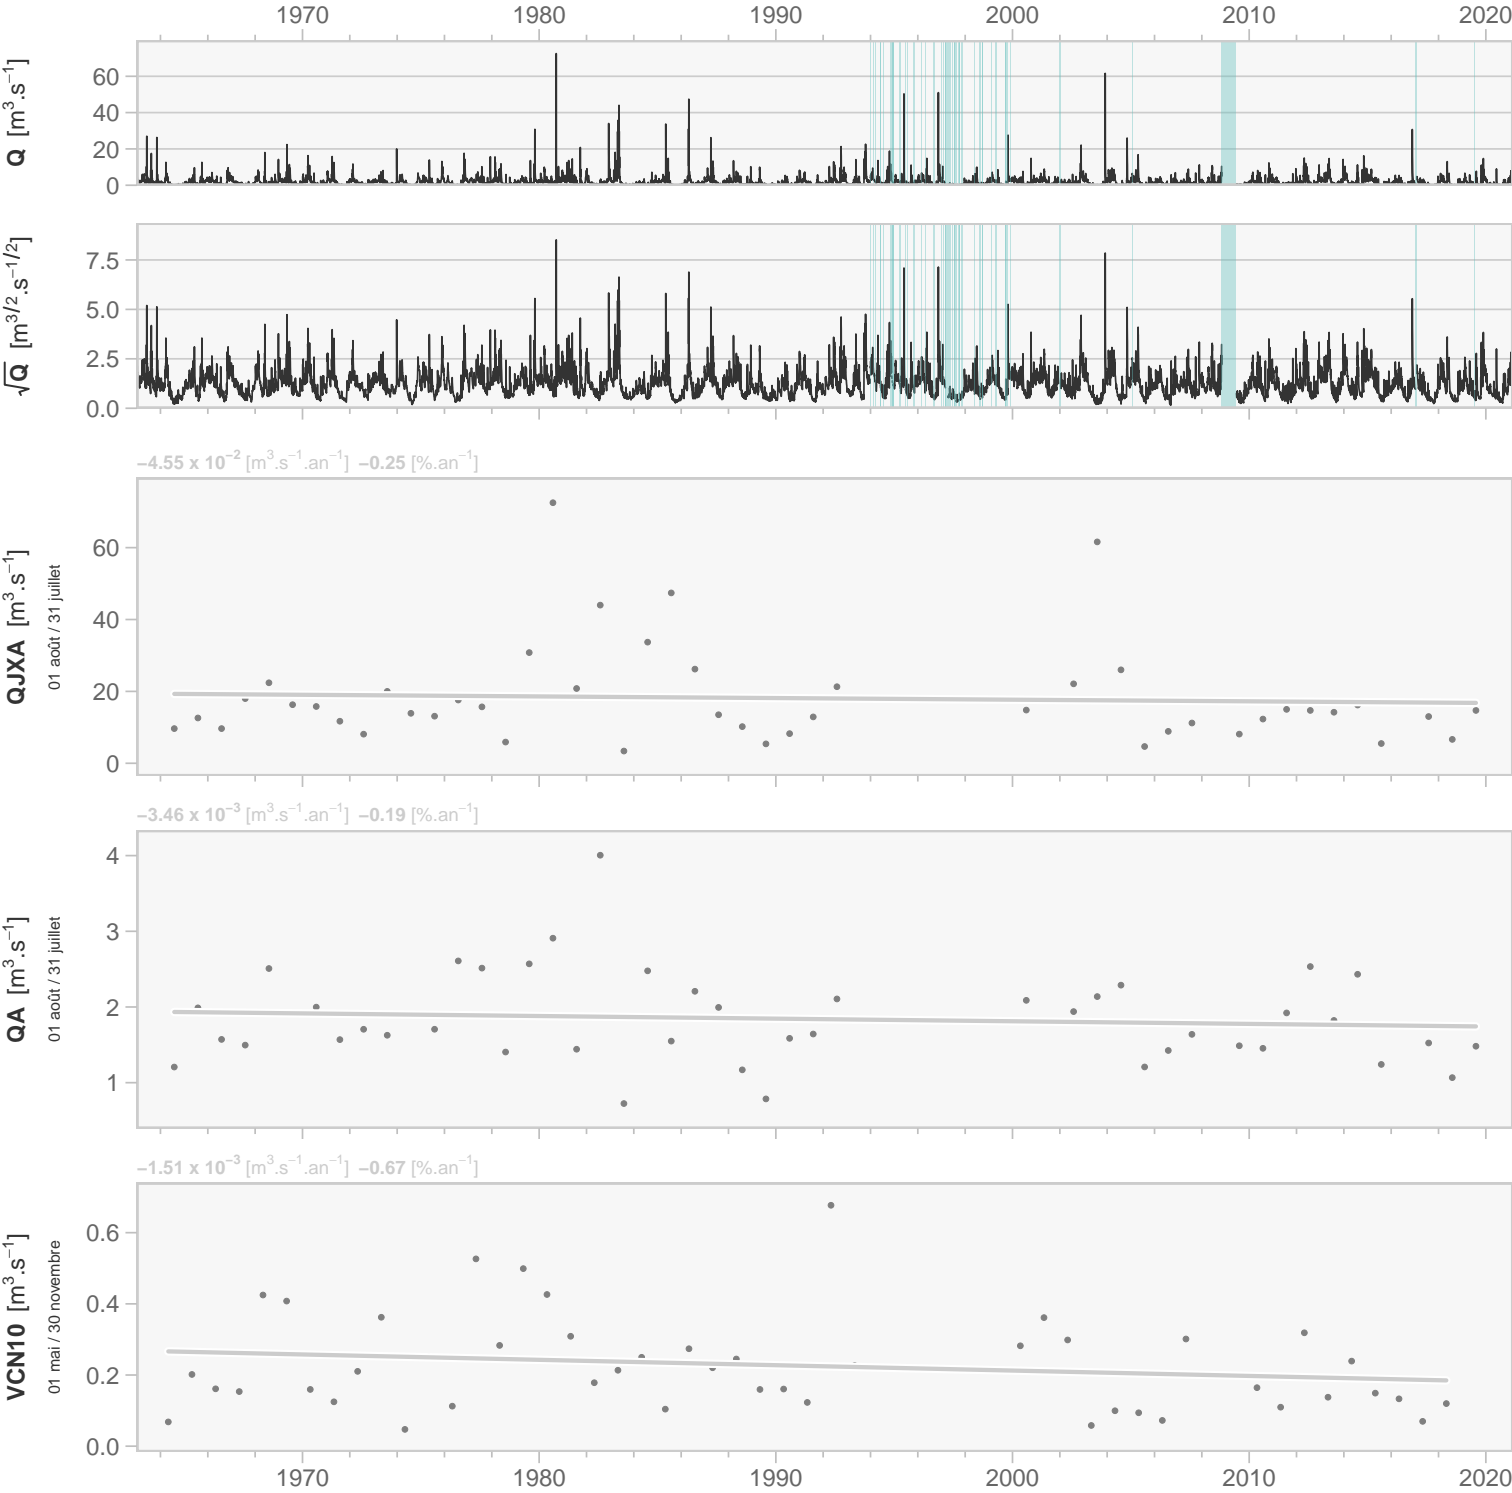 1970 1980 1990 2000 2010 2020
Q [m³.s⁻¹]
60
40
20
0
√Q [m³ᐟ².s⁻¹ᐟ²]
7.5
5.0
2.5
0.0
−4.55 x 10⁻² [m³.s⁻¹.an⁻¹] −0.25 [%.an⁻¹]
QJXA [m³.s⁻¹]
01 août / 31 juillet
60
40
20
0
−3.46 x 10⁻³ [m³.s⁻¹.an⁻¹] −0.19 [%.an⁻¹]
QA [m³.s⁻¹]
01 août / 31 juillet
4
3
2
1
−1.51 x 10⁻³ [m³.s⁻¹.an⁻¹] −0.67 [%.an⁻¹]
VCN10 [m³.s⁻¹]
01 mai / 30 novembre
0.6
0.4
0.2
0.0
1970 1980 1990 2000 2010 2020